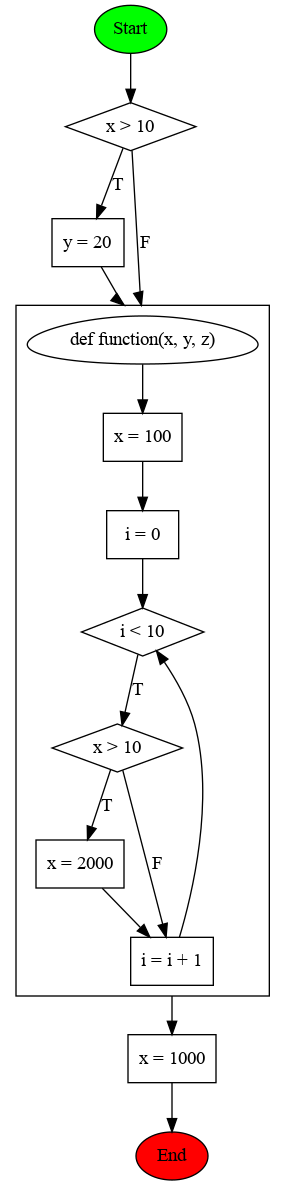 Start
x > 10
T
y = 20
F
def function(x, y, z)
x = 100
i = 0
i < 10
T
x > 10
T
x = 2000
F
i = i + 1
x = 1000
End